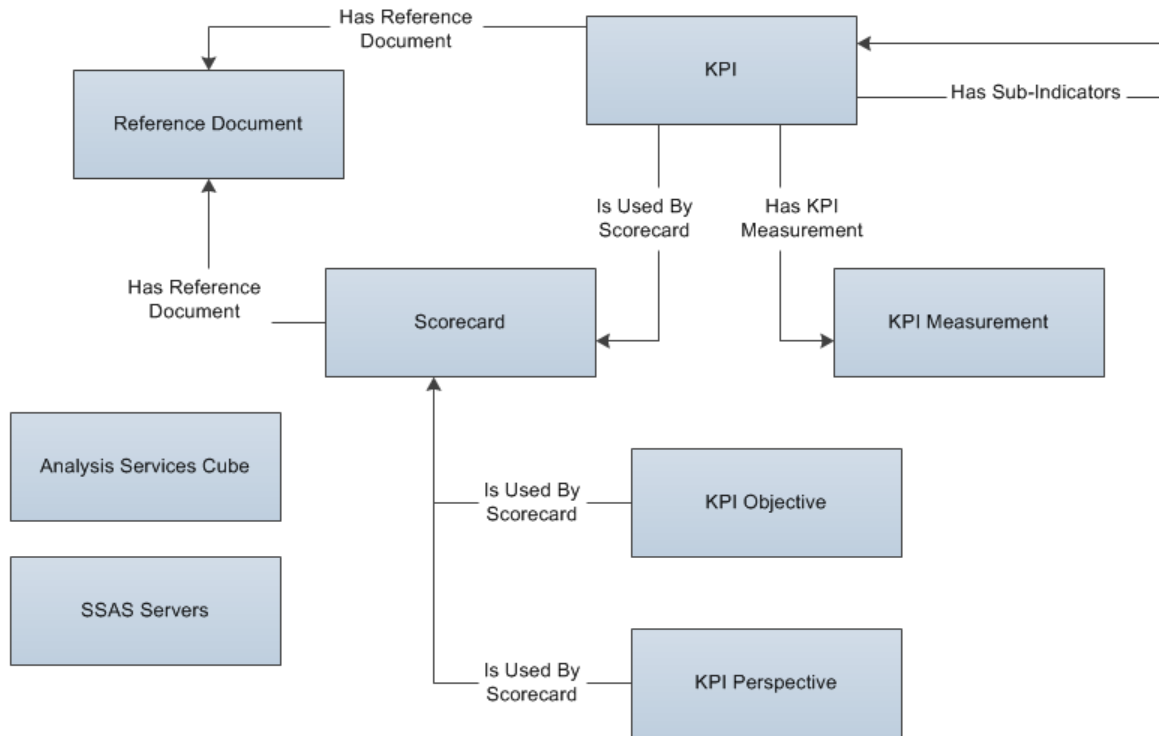 Has Reference
Document
KPI
Has Sub-Indicators
Reference Document
Is Used By
Scorecard
Has KPI
Measurement
Has Reference
Document
Scorecard
KPI Measurement
Analysis Services Cube
Is Used By
Scorecard
KPI Objective
SSAS Servers
Is Used By
Scorecard
KPI Perspective